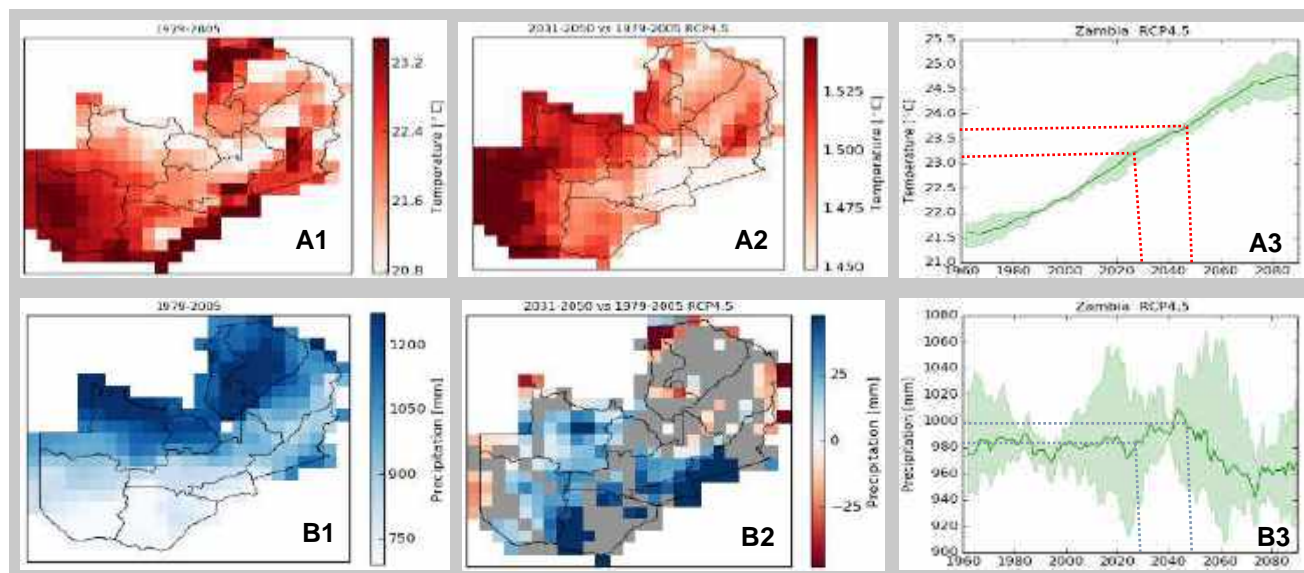 1979-2005
23.2
22.4
21.6
20.8
Temperature [°C]
A1
2031-2050 vs 1979-2005 RCP4.5
1.525
1.500
1.475
1.450
Temperature [°C]
A2
Zambia RCP4.5
25.5
25.0
24.5
24.0
23.5
23.0
22.5
22.0
21.5
21.0
Temperature [°C]
1960 1980 2000 2020 2040 2060 2080
A3
1979-2005
1200
1050
900
750
Precipitation [mm]
B1
2031-2050 vs 1979-2005 RCP4.5
25
0
−25
Precipitation [mm]
B2
Zambia RCP4.5
1080
1060
1040
1020
1000
980
960
940
920
900
Precipitation [mm]
1960 1980 2000 2020 2040 2060 2080
B3